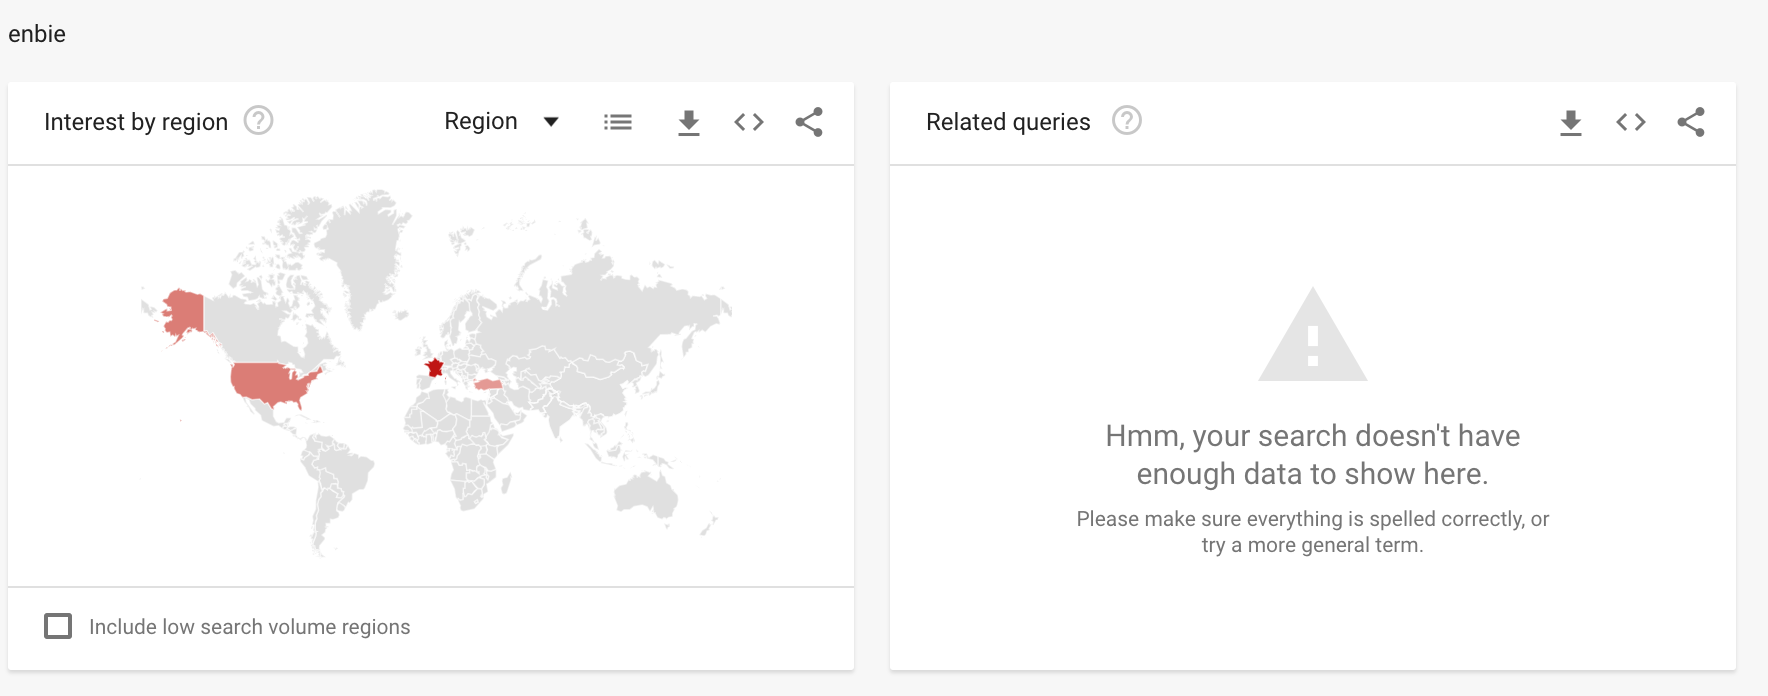 enbie
Interest by region
Region
Related queries
Hmm, your search doesn't have
enough data to show here.
Please make sure everything is spelled correctly, or
try a more general term.
Include low search volume regions